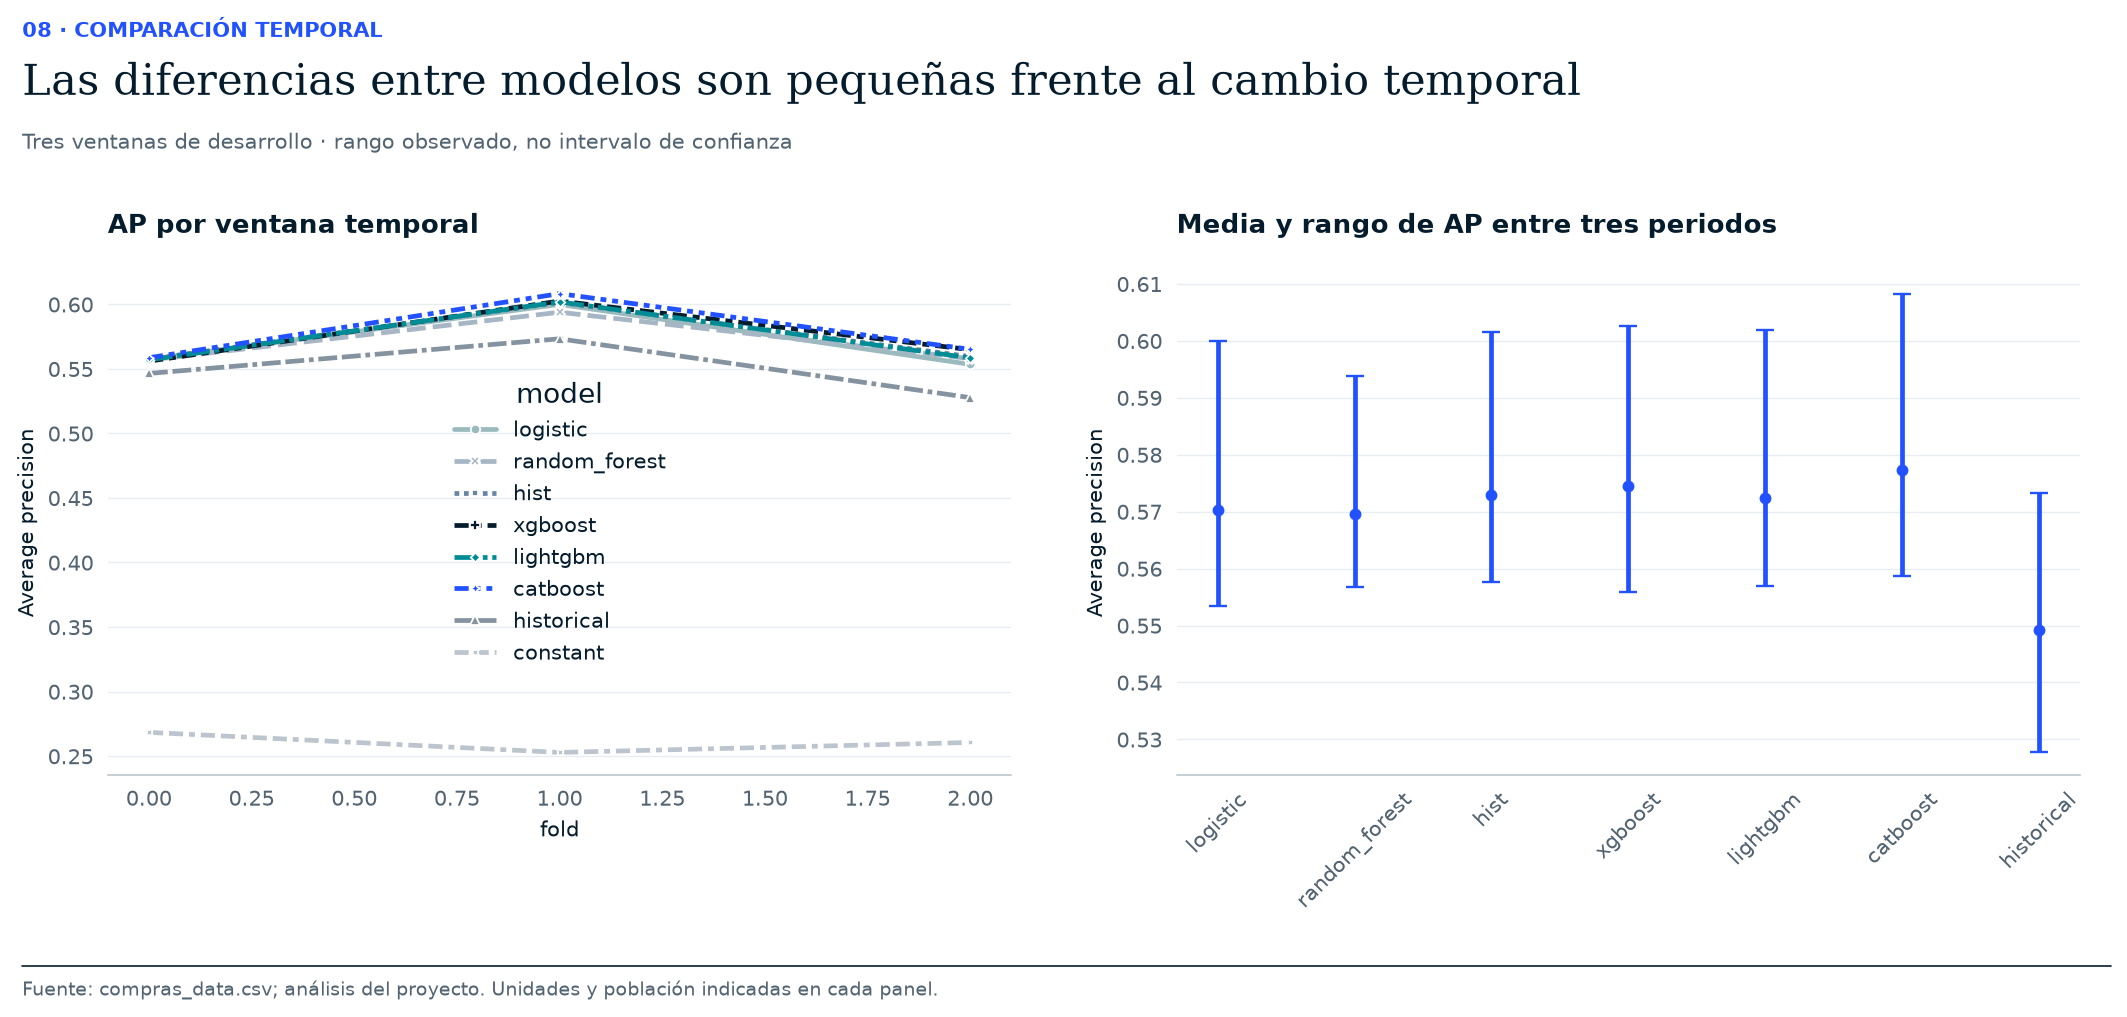 08 · COMPARACIÓN TEMPORAL
Las diferencias entre modelos son pequeñas frente al cambio temporal
Tres ventanas de desarrollo · rango observado, no intervalo de confianza
AP por ventana temporal
Average precision
0.60
0.55
0.50
0.45
0.40
0.35
0.30
0.25
model
logistic
random_forest
hist
xgboost
lightgbm
catboost
historical
constant
0.00 0.25 0.50 0.75 1.00 1.25 1.50 1.75 2.00
fold
Media y rango de AP entre tres periodos
Average precision
0.61
0.60
0.59
0.58
0.57
0.56
0.55
0.54
0.53
logistic
random_forest
hist
xgboost
lightgbm
catboost
historical
Fuente: compras_data.csv; análisis del proyecto. Unidades y población indicadas en cada panel.